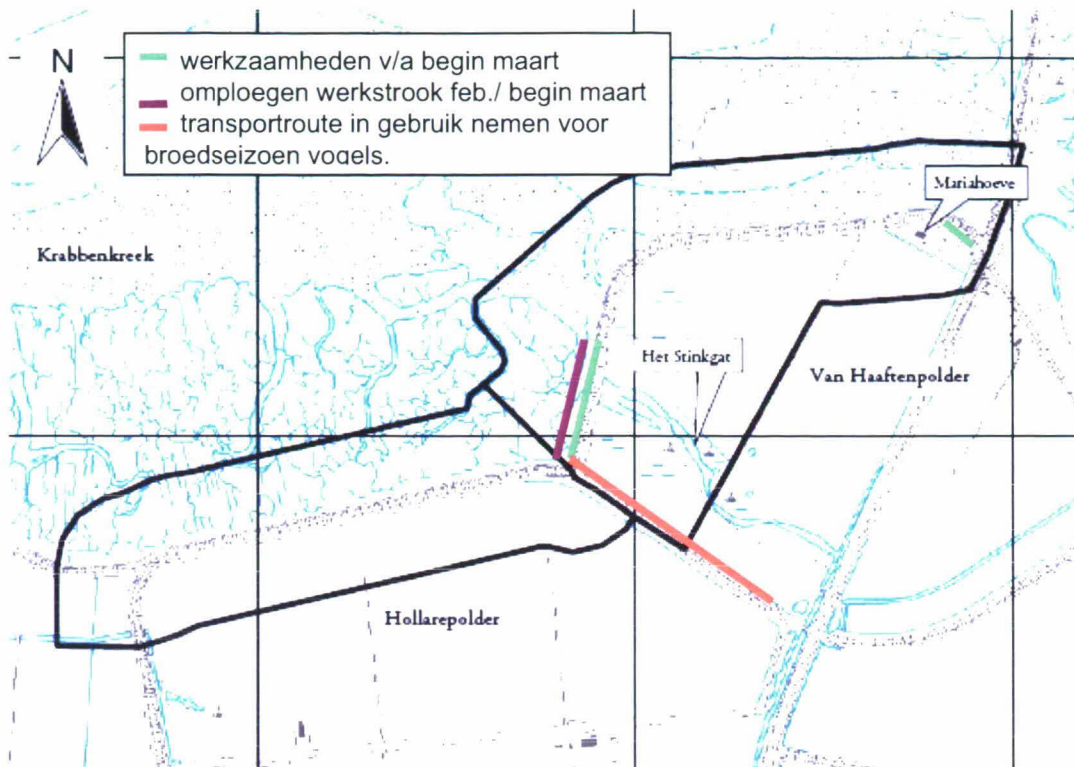 N
werkzaamheden v/a begin maart
omploegen werkstrook feb./ begin maart
transportroute in gebruik nemen voor
broedseizoen vogels.
Mariahoeve
Krabbenkreek
Het Stinkgat
Van Haaftenpolder
Hollarepolder